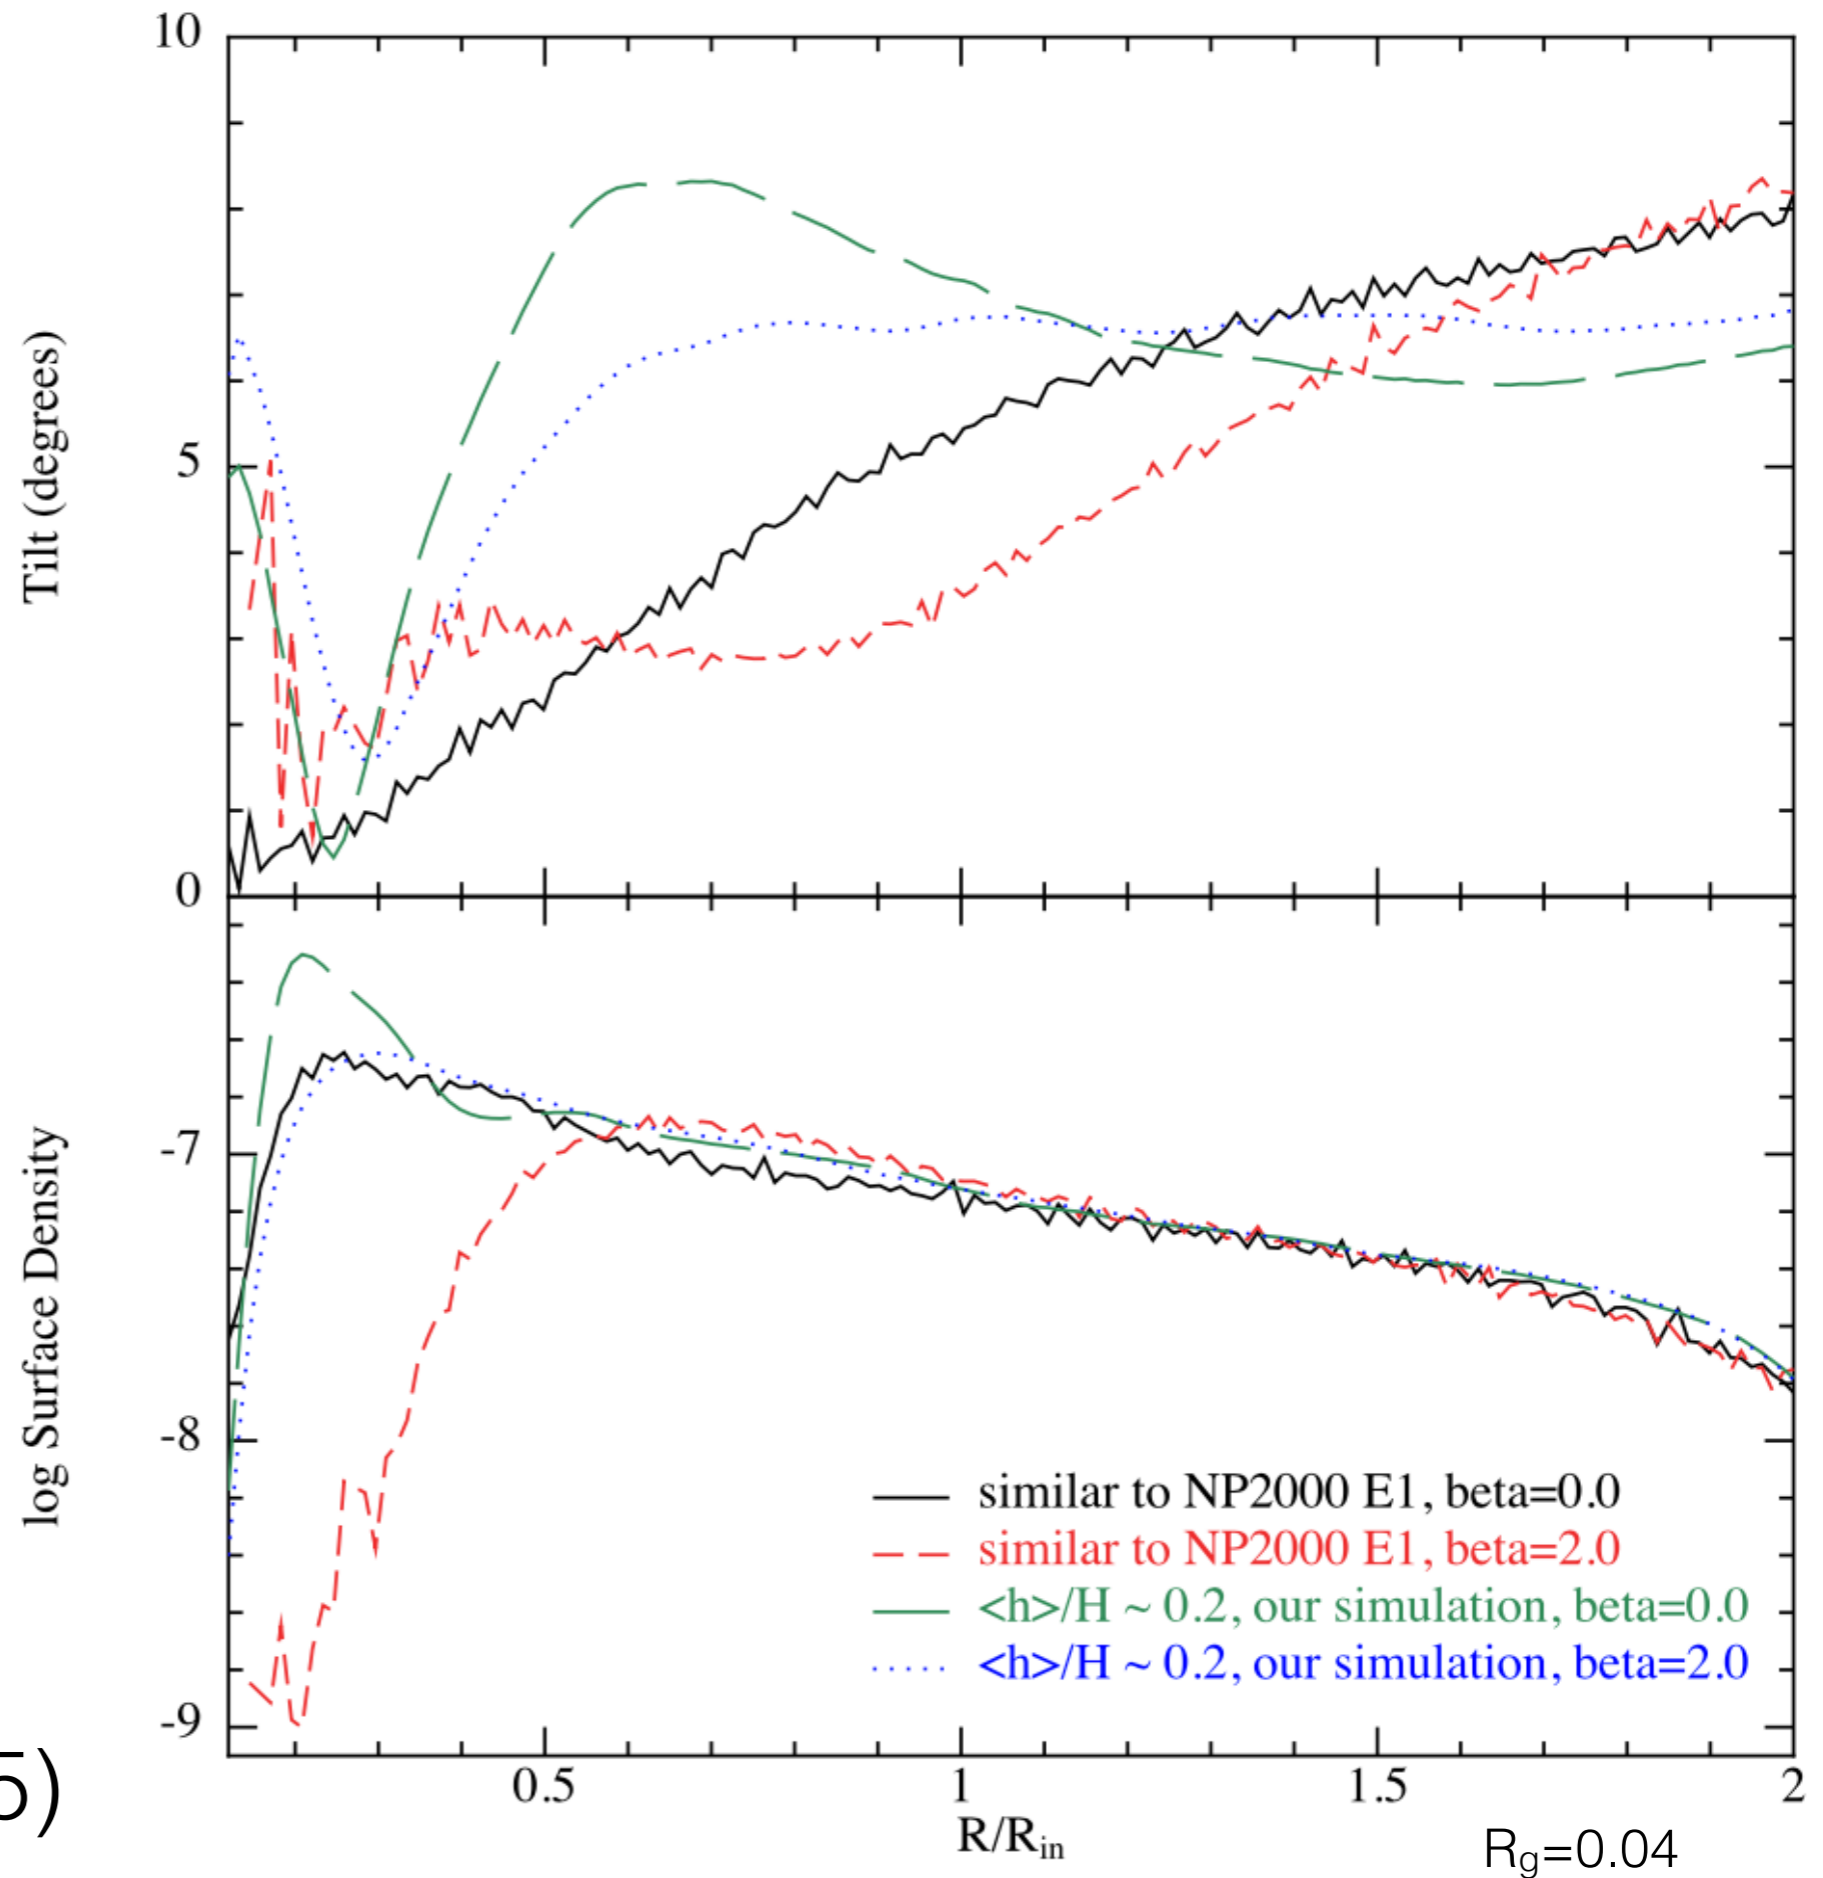 10
Tilt (degrees)
5
0
log Surface Density
-7
-8
-9
similar to NP2000 E1, beta=0.0
similar to NP2000 E1, beta=2.0
<h>/H ~ 0.2, our simulation, beta=0.0
<h>/H ~ 0.2, our simulation, beta=2.0
0.5 1 1.5 2
5)
R/Rin
Rg=0.04